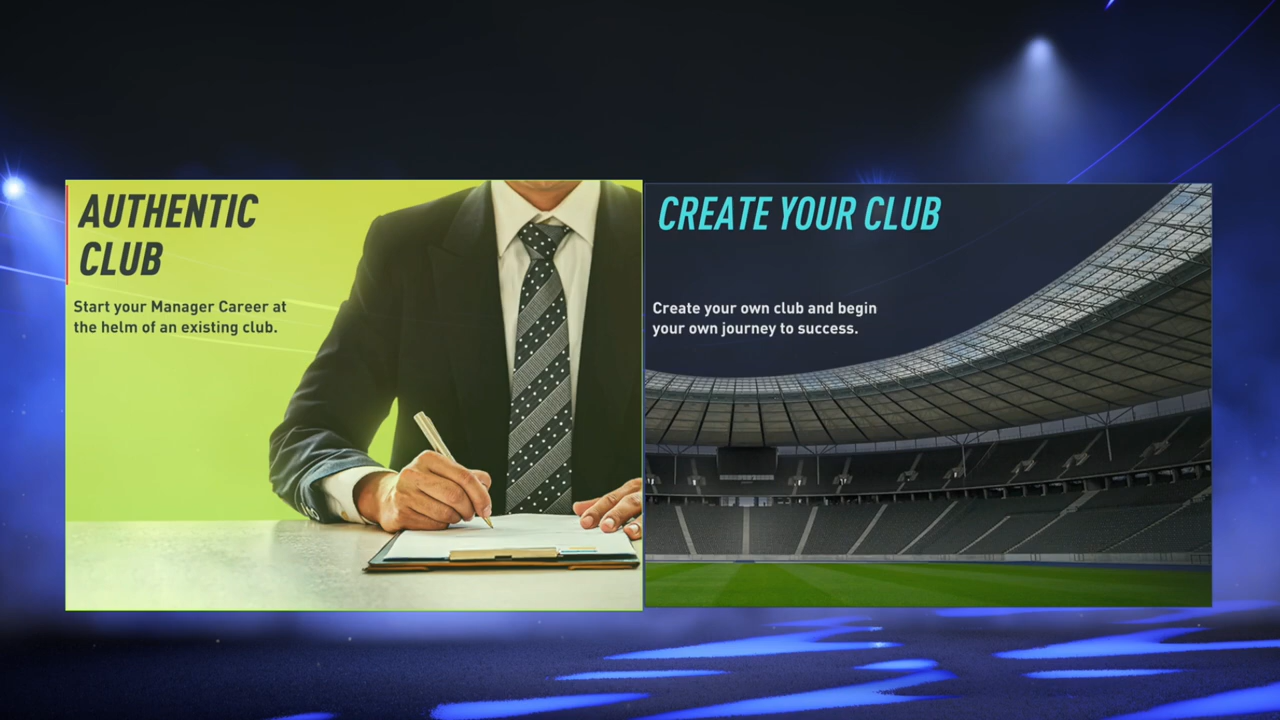 AUTHENTIC
CLUB
Start your Manager Career at
the helm of an existing club.
CREATE YOUR CLUB
Create your own club and begin
your own journey to success.